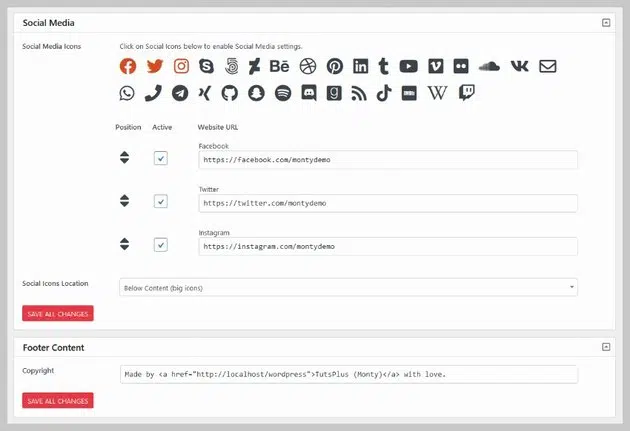 Social Media
Social Media Icons
Click on Social Icons below to enable Social Media settings.
Position Active Website URL
Facebook
https://facebook.com/montydemo
Twitter
https://twitter.com/montydemo
Instagram
https://instagram.com/montydemo
Social Icons Location
Below Content (big icons)
SAVE ALL CHANGES
Footer Content
Copyright
Made by <a href="http://localhost/wordpress">TutsPlus (Monty)</a> with love.
SAVE ALL CHANGES